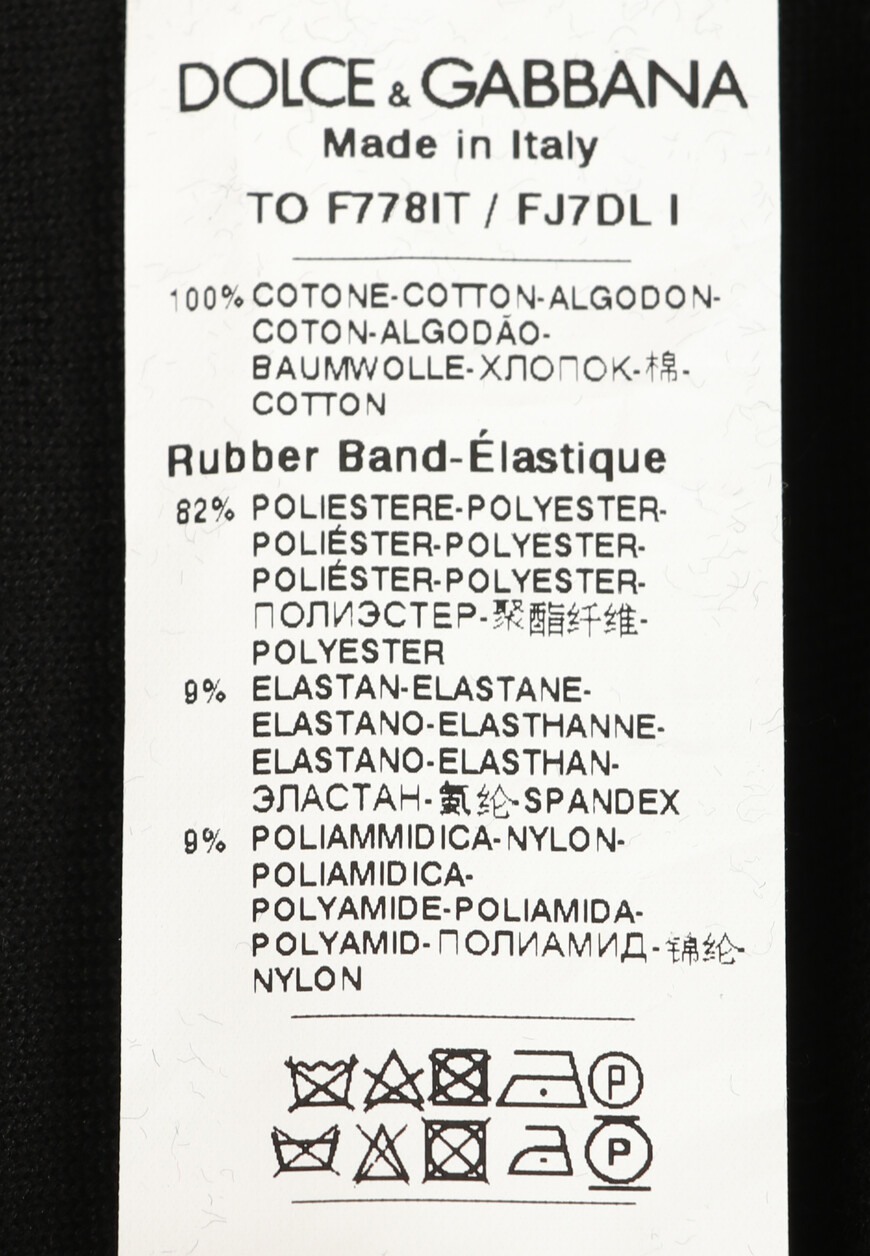 DOLCE & GABBANA
Made in Italy
TO F778IT / FJ7DL I
100% COTONE-COTTON-ALGODON-
COTON-ALGODÃO-
BAUMWOLLE-ХЛОПОК-棉-
COTTON
Rubber Band-Élastique
82% POLIESTERE-POLYESTER-
POLIÉSTER-POLYESTER-
POLIÉSTER-POLYESTER-
ПОЛИЭСТЕР-聚酯纤维-
POLYESTER
9% ELASTAN-ELASTANE-
ELASTANO-ELASTHANNE-
ELASTANO-ELASTHAN-
ЭЛАСТАН-氨纶-SPANDEX
9% POLIAMMIDICA-NYLON-
POLIAMIDICA-
POLYAMIDE-POLIAMIDA-
POLYAMID-ПОЛИАМИД-锦纶-
NYLON
P
P